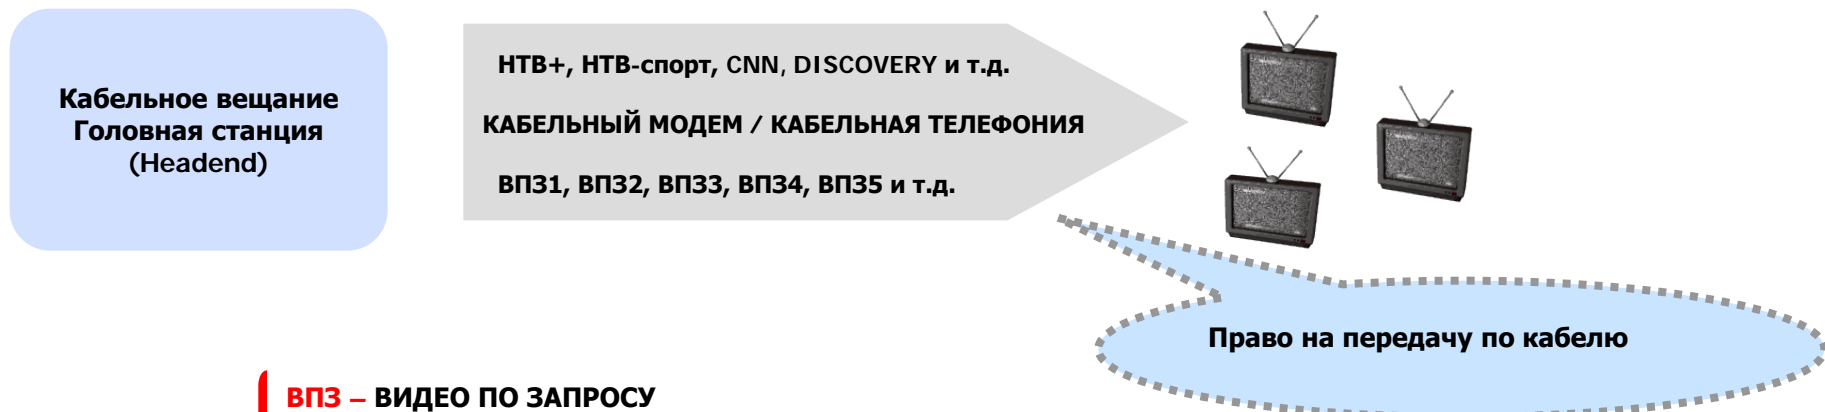 Кабельное вещание
Головная станция
(Headend)
НТВ+, НТВ-спорт, CNN, DISCOVERY и т.д.
КАБЕЛЬНЫЙ МОДЕМ / КАБЕЛЬНАЯ ТЕЛЕФОНИЯ
ВПЗ1, ВПЗ2, ВПЗ3, ВПЗ4, ВПЗ5 и т.д.
Право на передачу по кабелю
ВПЗ – ВИДЕО ПО ЗАПРОСУ